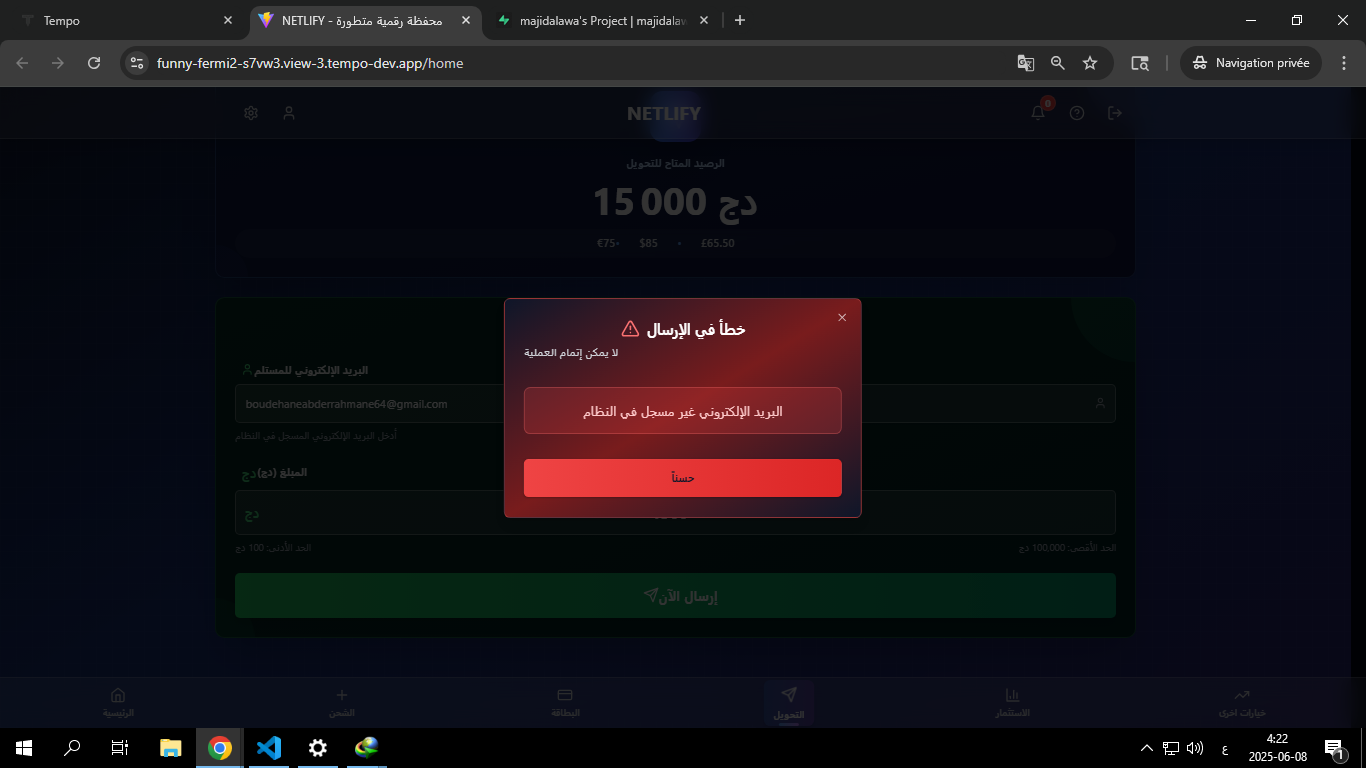 Tempo
NETLIFY - محفظة رقمية متطورة
majidalawa's Project | majidalaw
funny-fermi2-s7vw3.view-3.tempo-dev.app/home
Navigation privée
NETLIFY
0
الرصيد المتاح للتحويل
15 000 دج
€75 • $85 • £65.50
خطأ في الإرسال
لا يمكن إتمام العملية
البريد الإلكتروني غير مسجل في النظام
حسناً
البريد الإلكتروني للمستلم
boudehaneabderrahmane64@gmail.com
أدخل البريد الإلكتروني المسجل في النظام
المبلغ (دج)
دج
دج
الحد الأدنى: 100 دج
الحد الأقصى: 100,000 دج
إرسال الآن
الرئيسية
الشحن
البطاقة
التحويل
الاستثمار
خيارات اخرى
ع
4:22
2025-06-08
1